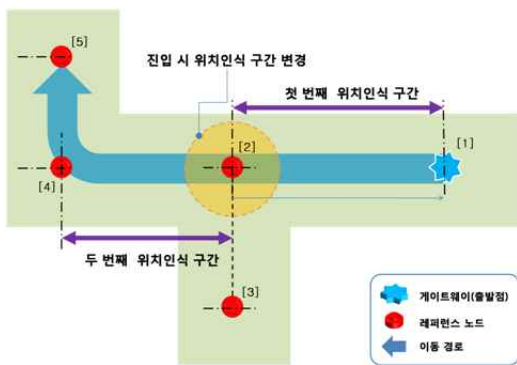 [5]
진입 시 위치인식 구간 변경
첫 번째 위치인식 구간
[2]
[1]
[4]
두 번째 위치인식 구간
[3]
게이트웨이(출발점)
레퍼런스 노드
이동 경로